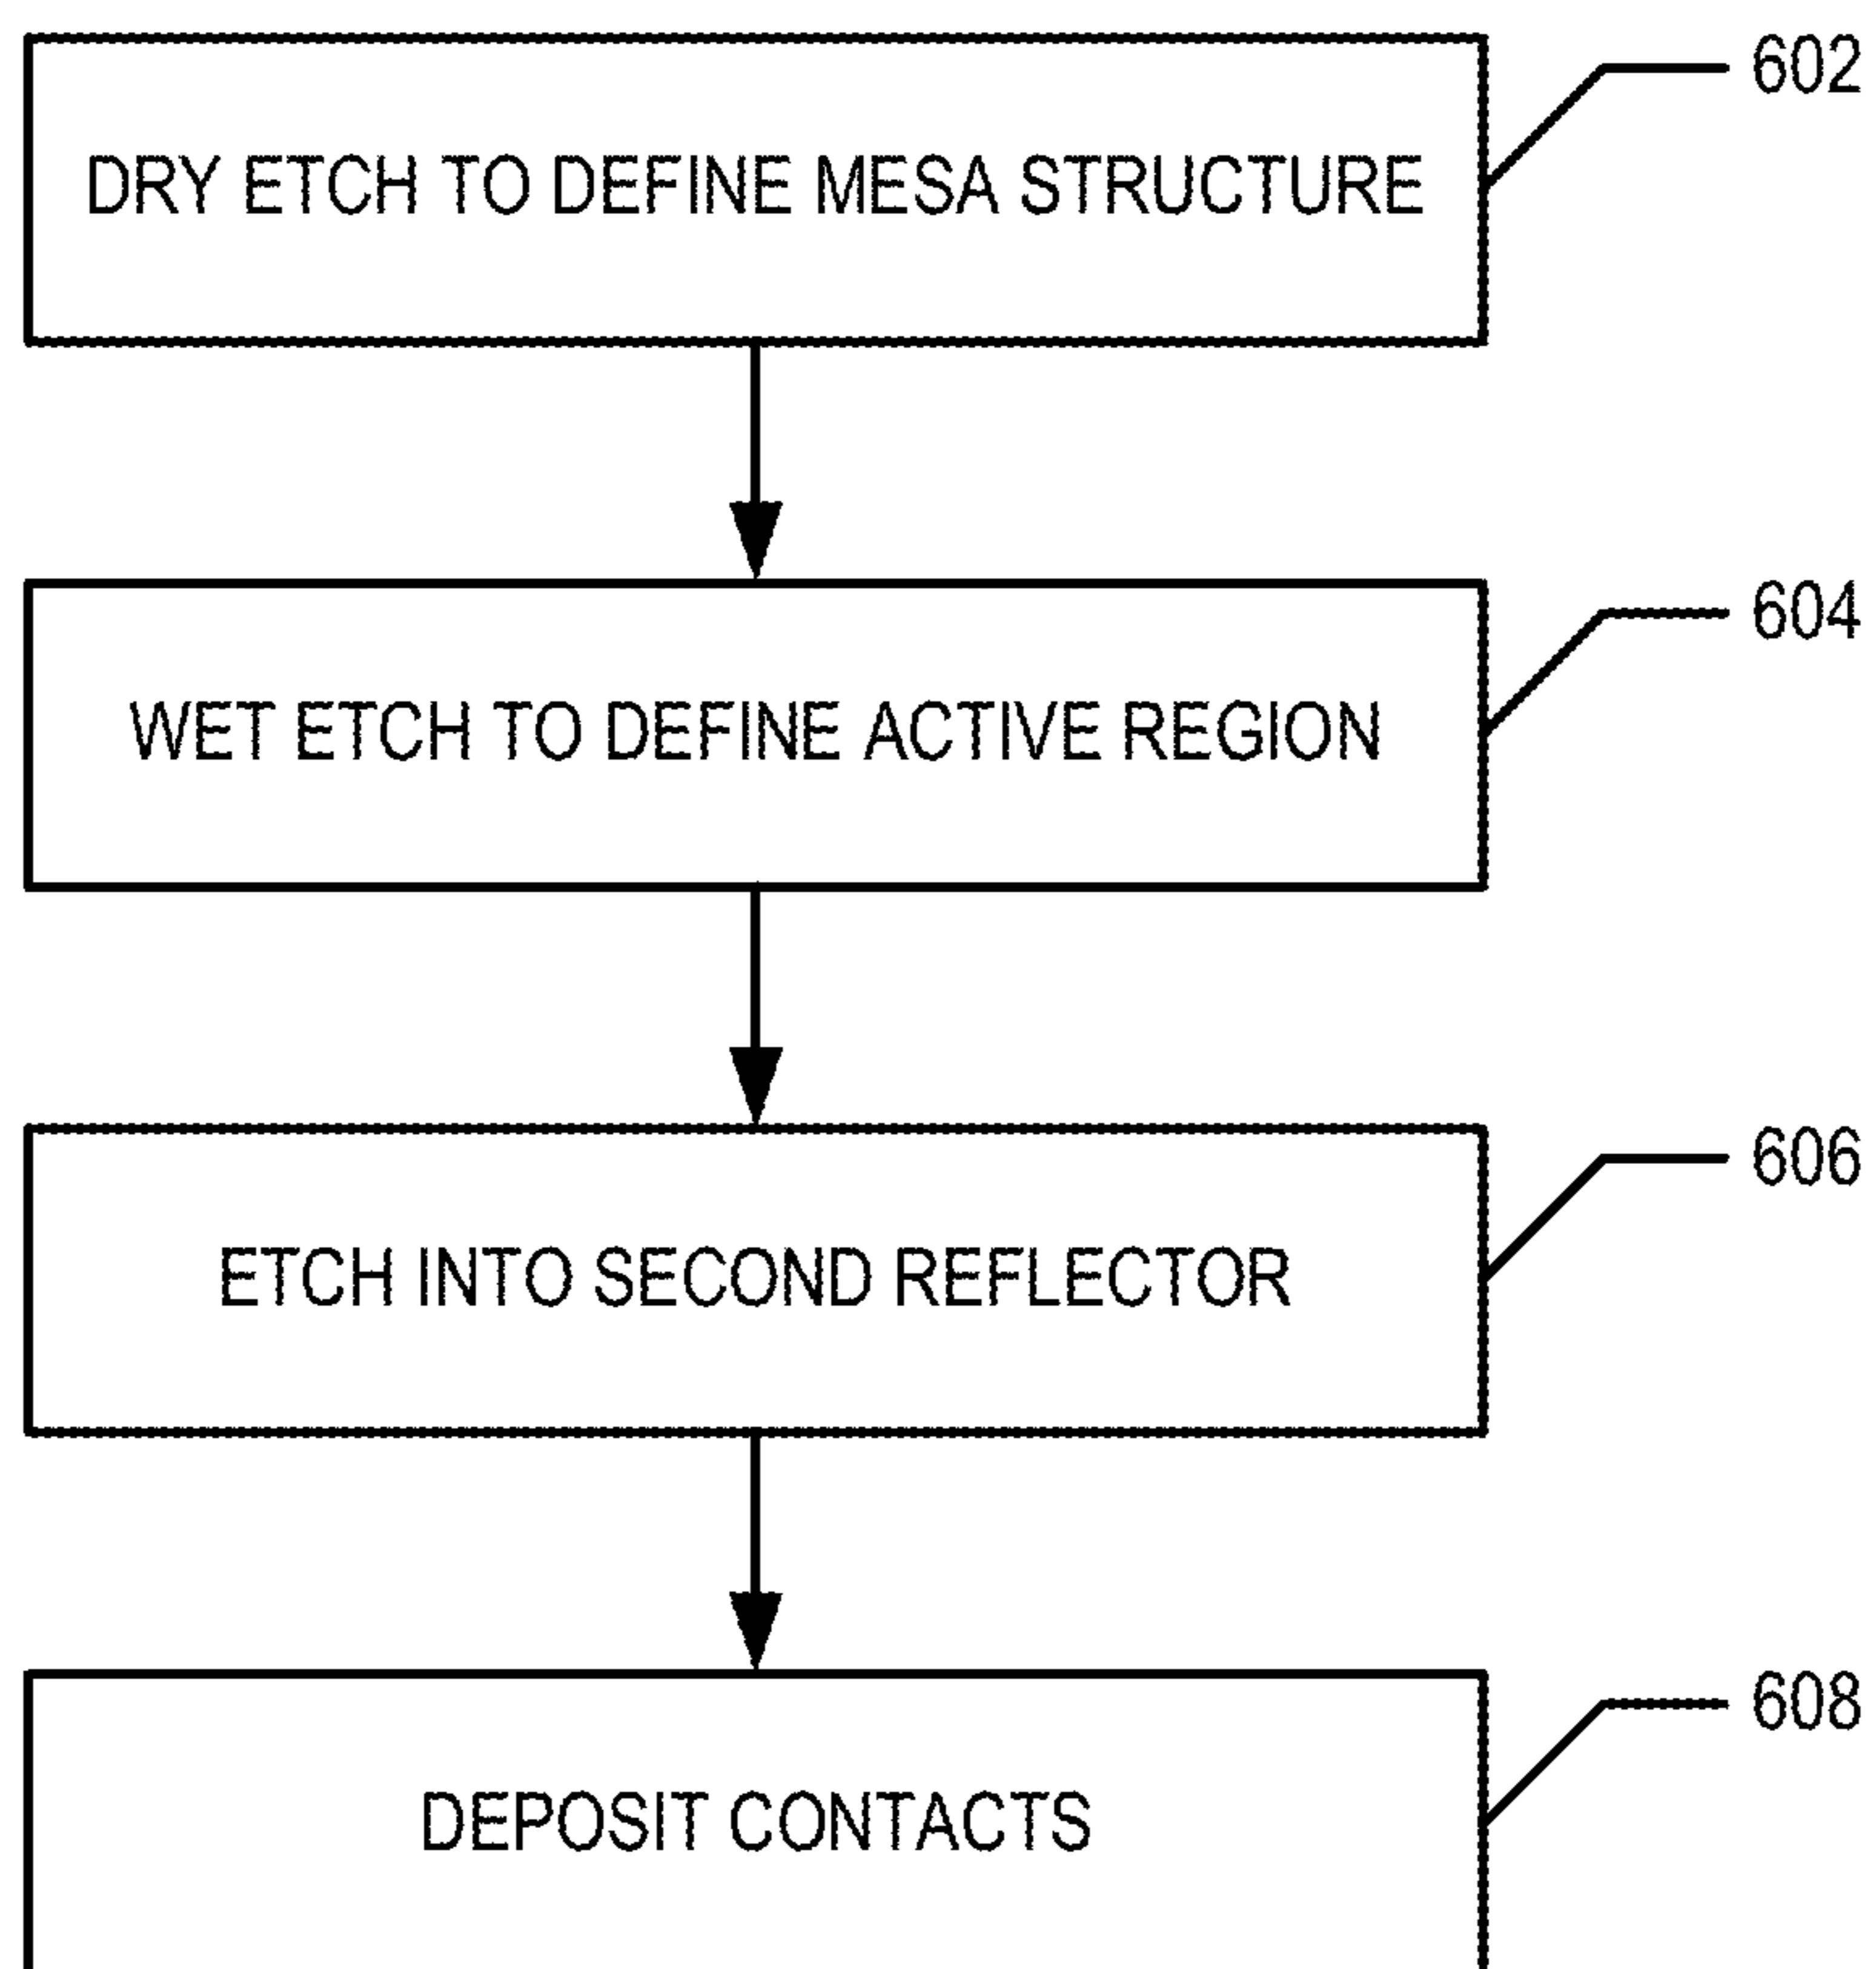 602
DRY ETCH TO DEFINE MESA STRUCTURE
604
WET ETCH TO DEFINE ACTIVE REGION
606
ETCH INTO SECOND REFLECTOR
608
DEPOSIT CONTACTS